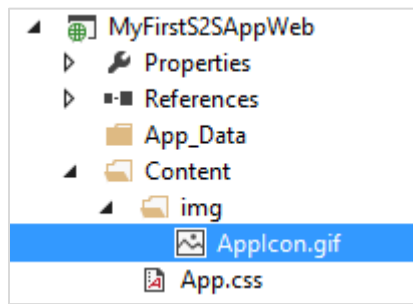 MyFirstS2SAppWeb
Properties
References
App_Data
Content
img
AppIcon.gif
App.css